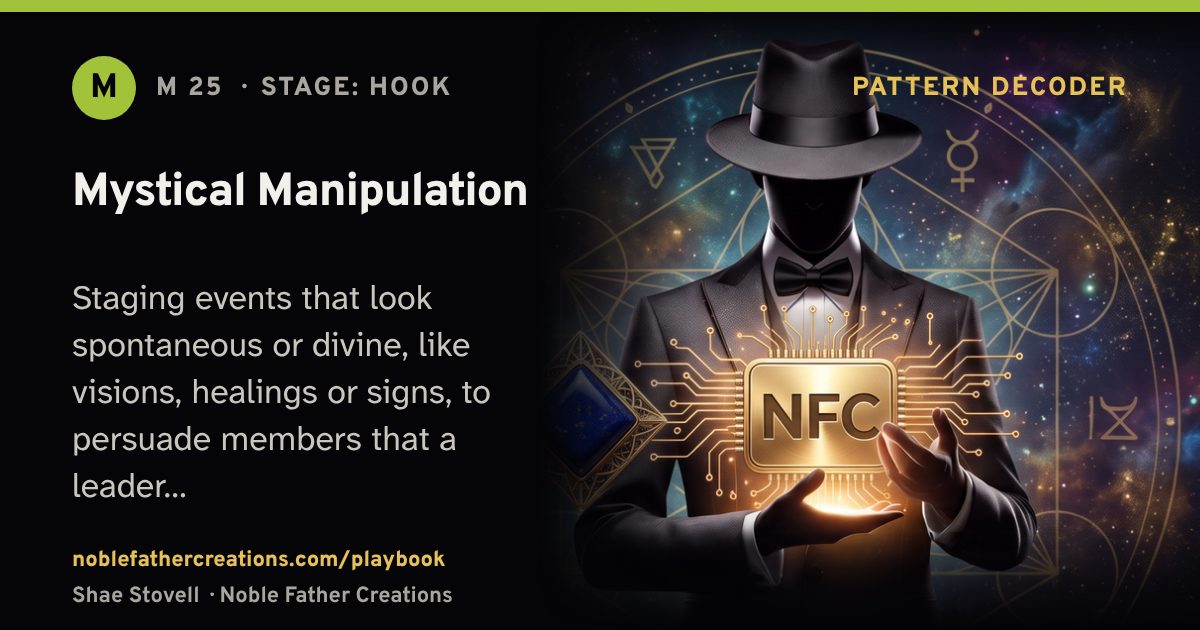 M
M 25 · STAGE: HOOK
PATTERN DECODER
Mystical Manipulation
Staging events that look
spontaneous or divine, like
visions, healings or signs, to
persuade members that a
leader...
NFC
noblefathercreations.com/playbook
Shae Stovell · Noble Father Creations